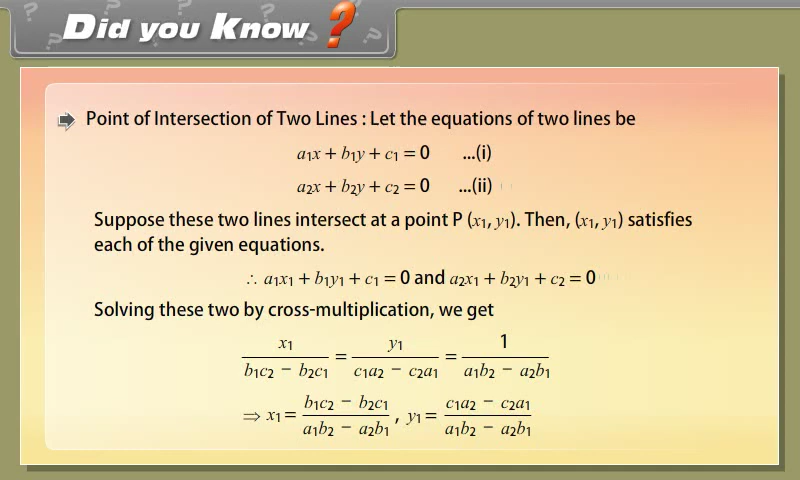 Did you Know ?
Point of Intersection of Two Lines : Let the equations of two lines be
a₁x + b₁y + c₁ = 0 ...(i)
a₂x + b₂y + c₂ = 0 ...(ii)
Suppose these two lines intersect at a point P (x₁, y₁). Then, (x₁, y₁) satisfies
each of the given equations.
∴ a₁x₁ + b₁y₁ + c₁ = 0 and a₂x₁ + b₂y₁ + c₂ = 0
Solving these two by cross-multiplication, we get
x₁ / (b₁c₂ − b₂c₁) = y₁ / (c₁a₂ − c₂a₁) = 1 / (a₁b₂ − a₂b₁)
⇒ x₁ = (b₁c₂ − b₂c₁) / (a₁b₂ − a₂b₁) , y₁ = (c₁a₂ − c₂a₁) / (a₁b₂ − a₂b₁)